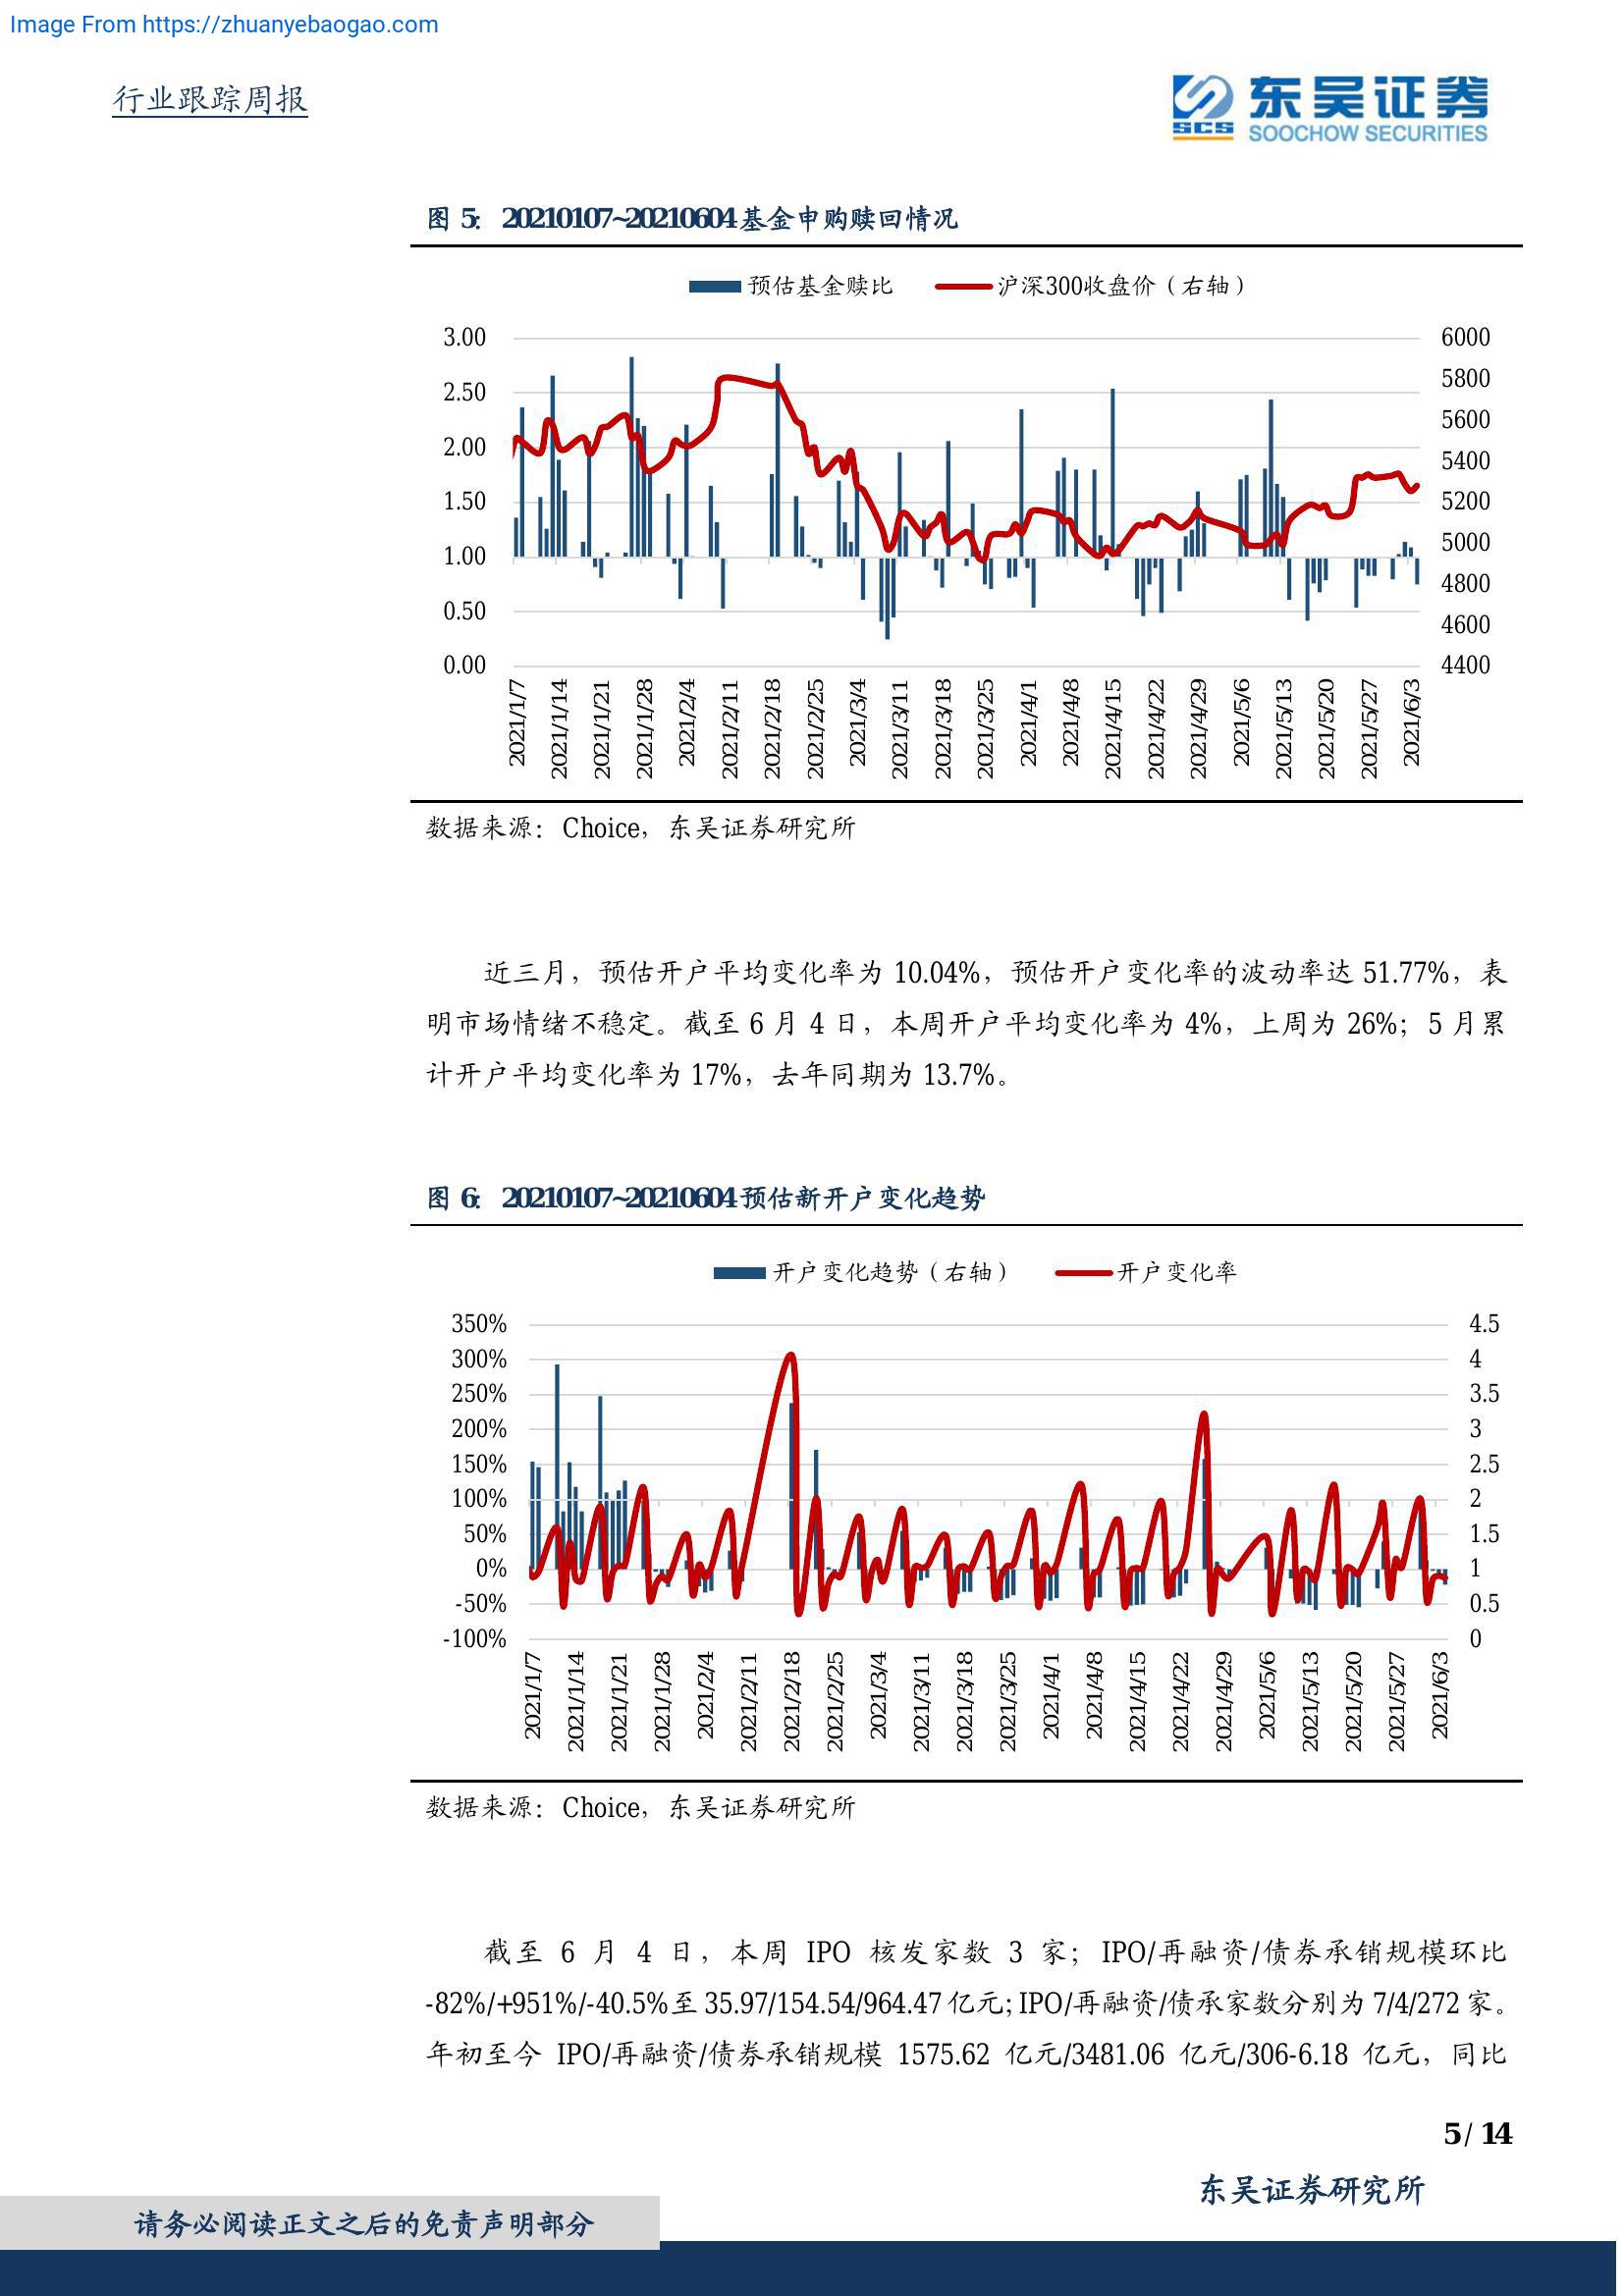 Image From https://zhuanyebaogao.com
行业跟踪周报
SCS 东吴证券
SOOCHOW SECURITIES
图 5: 20210107~20210604 基金申购赎回情况
预估基金赎比 沪深300收盘价（右轴）
3.00 6000
2.50 5800
2.00 5600
1.50 5400
1.00 5200
0.50 5000
0.00 4800
4600
4400
2021/1/7 2021/1/14 2021/1/21 2021/1/28 2021/2/4 2021/2/11 2021/2/18 2021/2/25 2021/3/4 2021/3/11 2021/3/18 2021/3/25 2021/4/1 2021/4/8 2021/4/15 2021/4/22 2021/4/29 2021/5/6 2021/5/13 2021/5/20 2021/5/27 2021/6/3
数据来源：Choice，东吴证券研究所
近三月，预估开户平均变化率为 10.04%，预估开户变化率的波动率达 51.77%，表
明市场情绪不稳定。截至 6 月 4 日，本周开户平均变化率为 4%，上周为 26%；5 月累
计开户平均变化率为 17%，去年同期为 13.7%。
图 6: 20210107~20210604 预估新开户变化趋势
开户变化趋势（右轴） 开户变化率
350% 4.5
300% 4
250% 3.5
200% 3
150% 2.5
100% 2
50% 1.5
0% 1
-50% 0.5
-100% 0
2021/1/7 2021/1/14 2021/1/21 2021/1/28 2021/2/4 2021/2/11 2021/2/18 2021/2/25 2021/3/4 2021/3/11 2021/3/18 2021/3/25 2021/4/1 2021/4/8 2021/4/15 2021/4/22 2021/4/29 2021/5/6 2021/5/13 2021/5/20 2021/5/27 2021/6/3
数据来源：Choice，东吴证券研究所
截至 6 月 4 日，本周 IPO 核发家数 3 家；IPO/再融资/债券承销规模环比
-82%/+951%/-40.5%至 35.97/154.54/964.47 亿元；IPO/再融资/债承家数分别为 7/4/272 家。
年初至今 IPO/再融资/债券承销规模 1575.62 亿元/3481.06 亿元/306-6.18 亿元，同比
5 / 14
东吴证券研究所
请务必阅读正文之后的免责声明部分